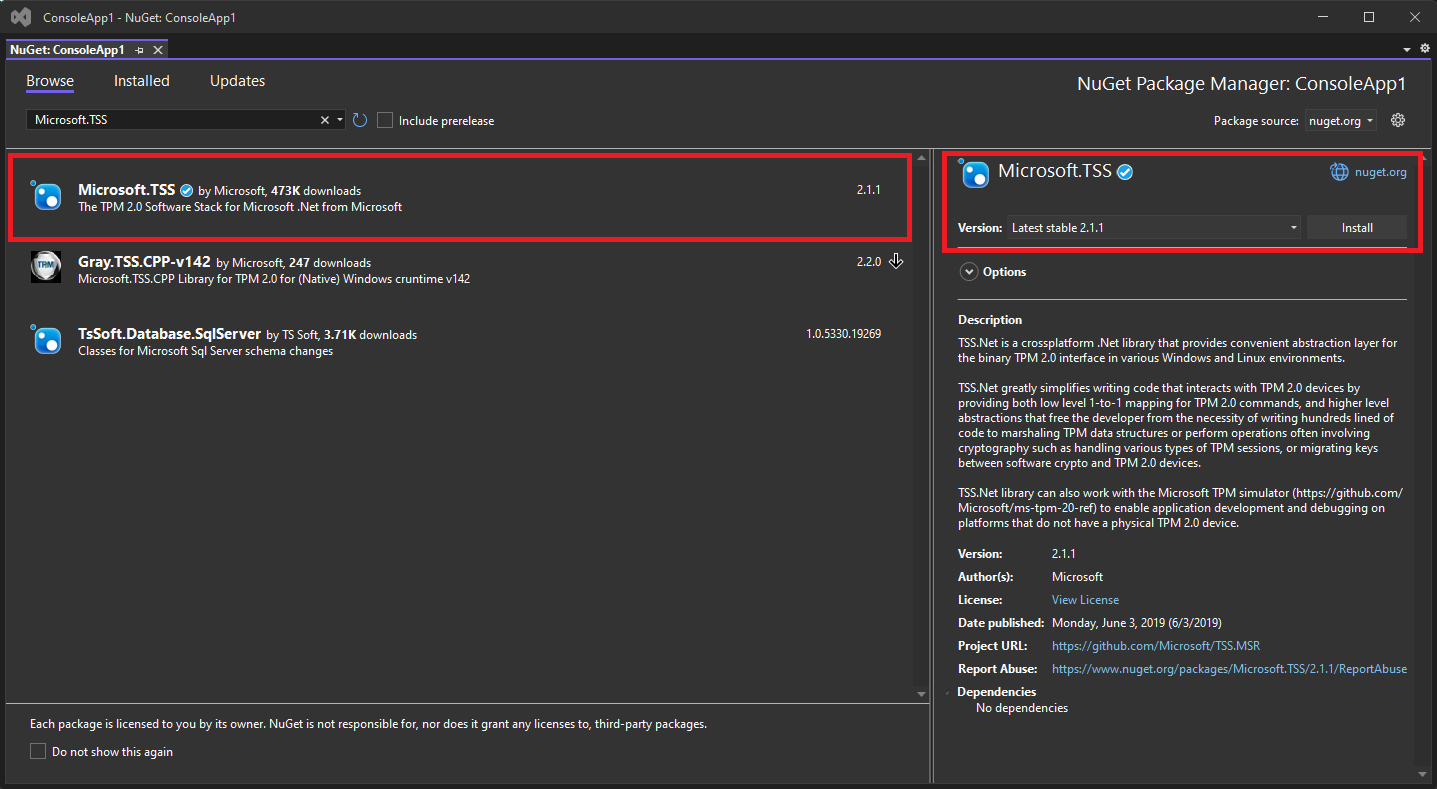 ConsoleApp1 - NuGet: ConsoleApp1
NuGet: ConsoleApp1
Browse Installed Updates
NuGet Package Manager: ConsoleApp1
Microsoft.TSS
Include prerelease
Package source: nuget.org
Microsoft.TSS by Microsoft, 473K downloads 2.1.1
The TPM 2.0 Software Stack for Microsoft .Net from Microsoft
TPM
Gray.TSS.CPP-v142 by Microsoft, 247 downloads 2.2.0
Microsoft.TSS.CPP Library for TPM 2.0 for (Native) Windows cruntime v142
TsSoft.Database.SqlServer by TS Soft, 3.71K downloads 1.0.5330.19269
Classes for Microsoft Sql Server schema changes
Each package is licensed to you by its owner. NuGet is not responsible for, nor does it grant any licenses to, third-party packages.
Do not show this again
Microsoft.TSS nuget.org
Version: Latest stable 2.1.1 Install
Options
Description
TSS.Net is a crossplatform .Net library that provides convenient abstraction layer for
the binary TPM 2.0 interface in various Windows and Linux environments.
TSS.Net greatly simplifies writing code that interacts with TPM 2.0 devices by
providing both low level 1-to-1 mapping for TPM 2.0 commands, and higher level
abstractions that free the developer from the necessity of writing hundreds lined of
code to marshaling TPM data structures or perform operations often involving
cryptography such as handling various types of TPM sessions, or migrating keys
between software crypto and TPM 2.0 devices.
TSS.Net library can also work with the Microsoft TPM simulator (https://github.com/
Microsoft/ms-tpm-20-ref) to enable application development and debugging on
platforms that do not have a physical TPM 2.0 device.
Version: 2.1.1
Author(s): Microsoft
License: View License
Date published: Monday, June 3, 2019 (6/3/2019)
Project URL: https://github.com/Microsoft/TSS.MSR
Report Abuse: https://www.nuget.org/packages/Microsoft.TSS/2.1.1/ReportAbuse
Dependencies
No dependencies